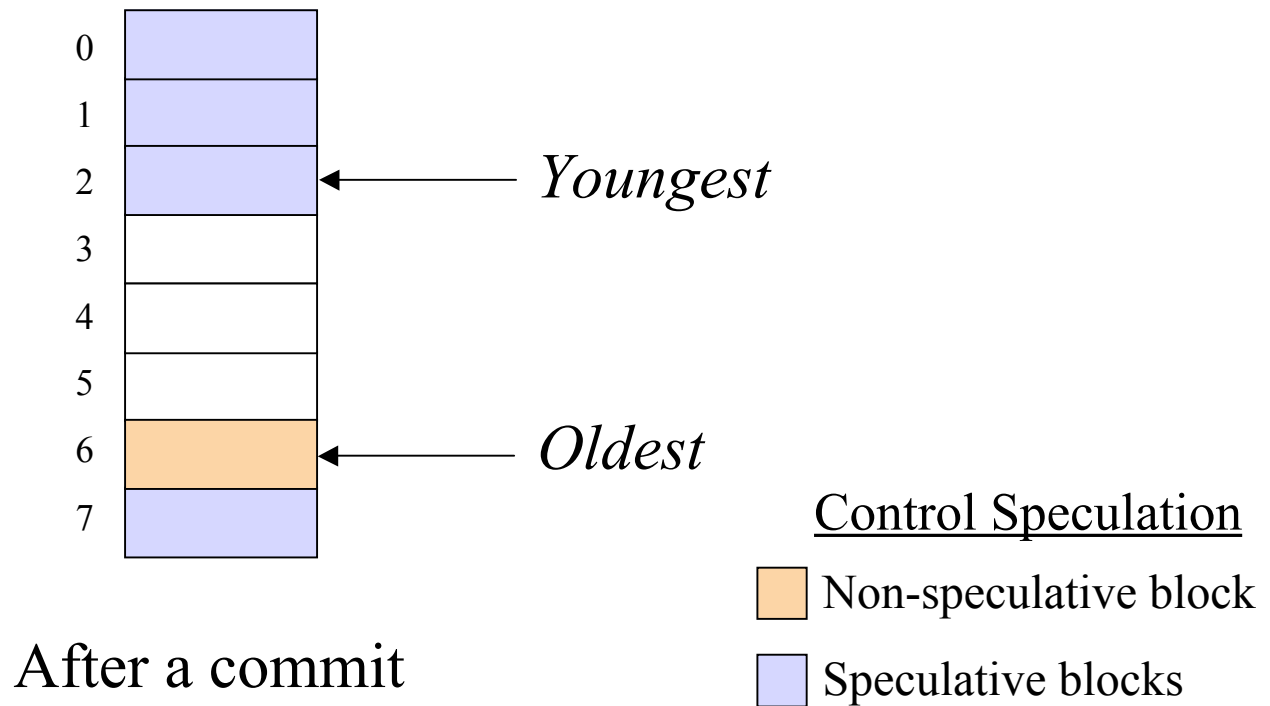 0
1
2
Youngest
3
4
5
6
Oldest
7
Control Speculation
Non-speculative block
Speculative blocks
After a commit